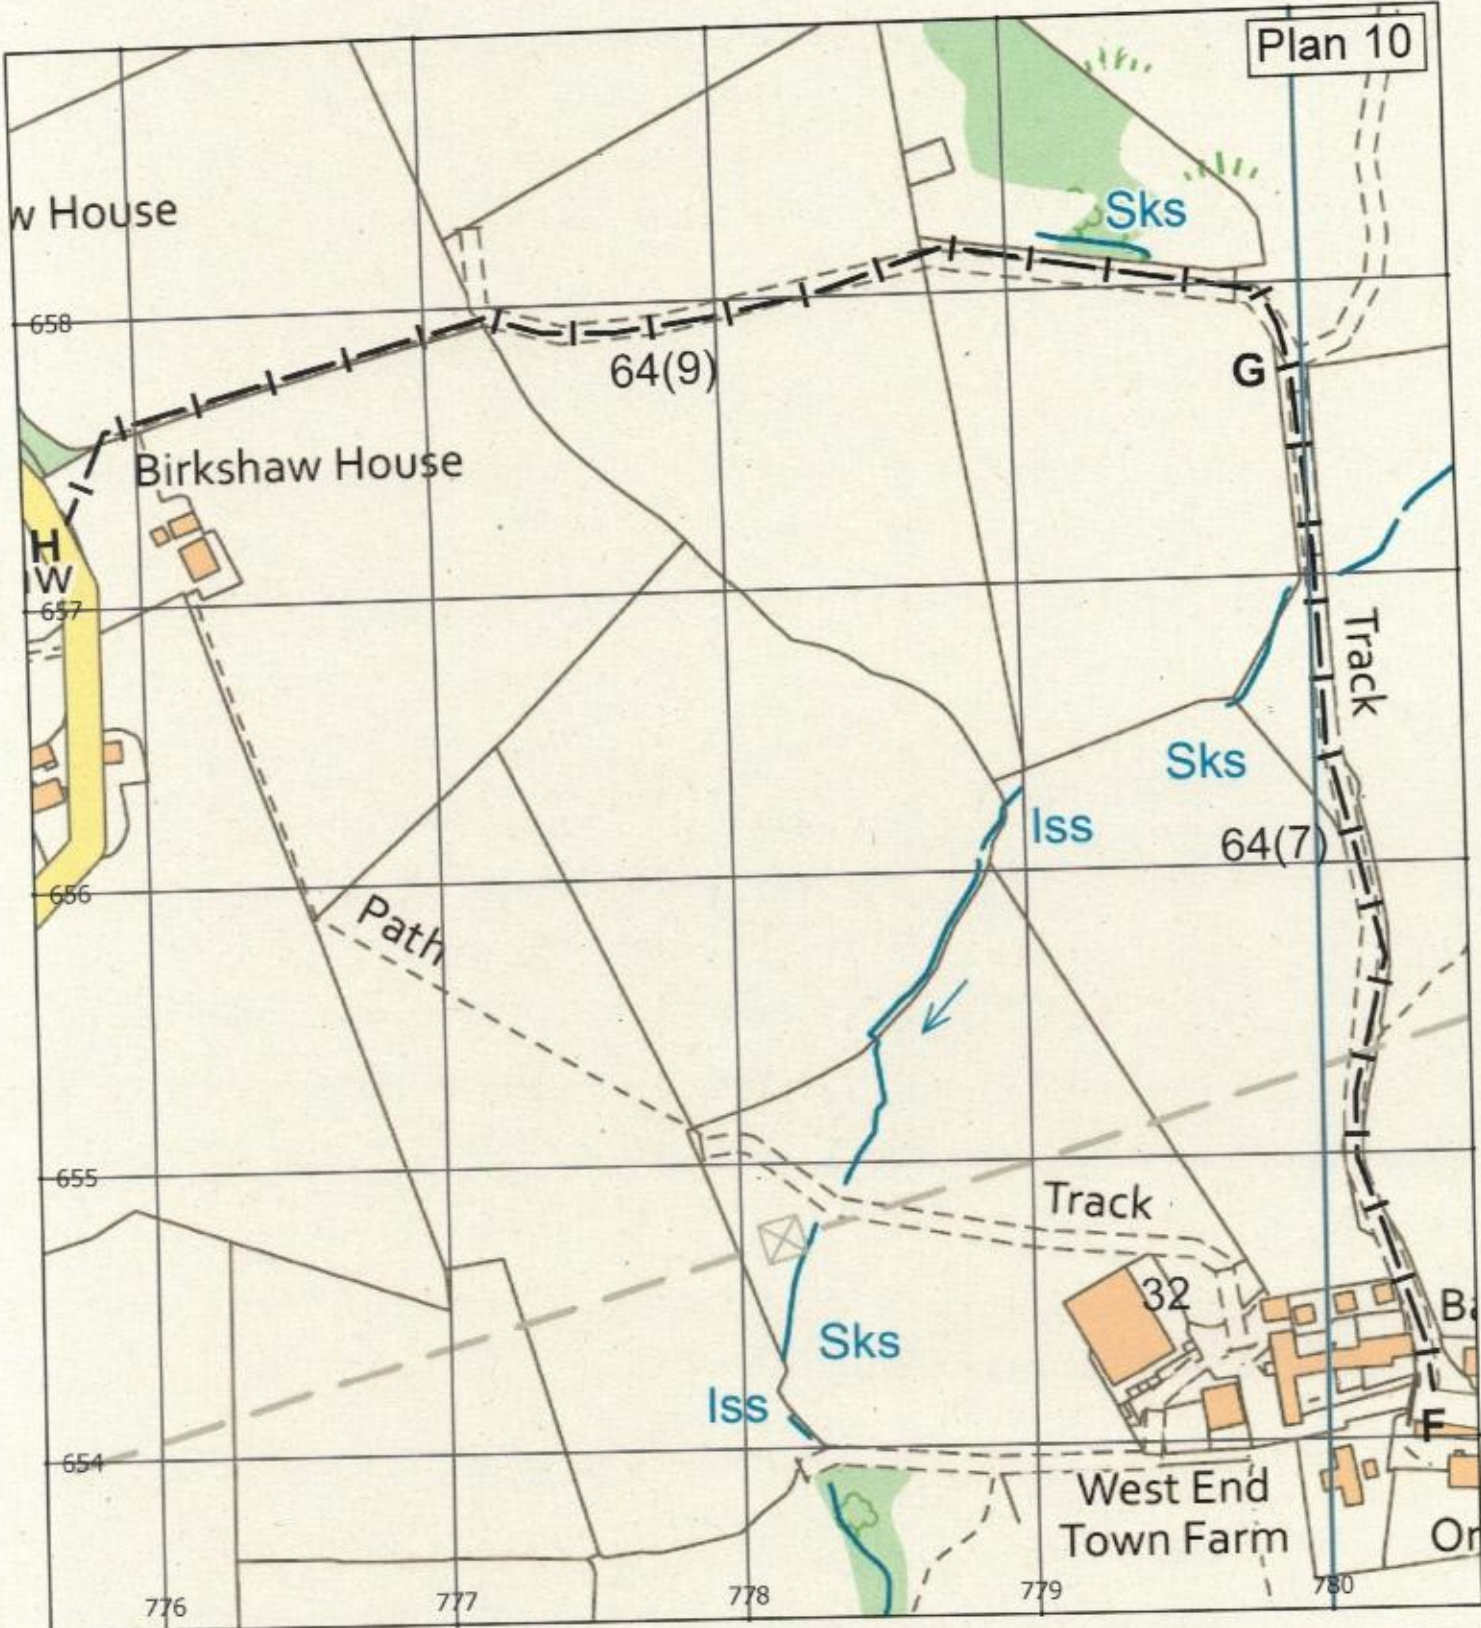 Plan 10
w House
Sks
658
64(9)
G
Birkshaw House
H
w
657
Track
Sks
Iss
64(7)
656
Path
655
Track
32
Sks
Iss
F
654
West End
Town Farm
776
777
778
779
780